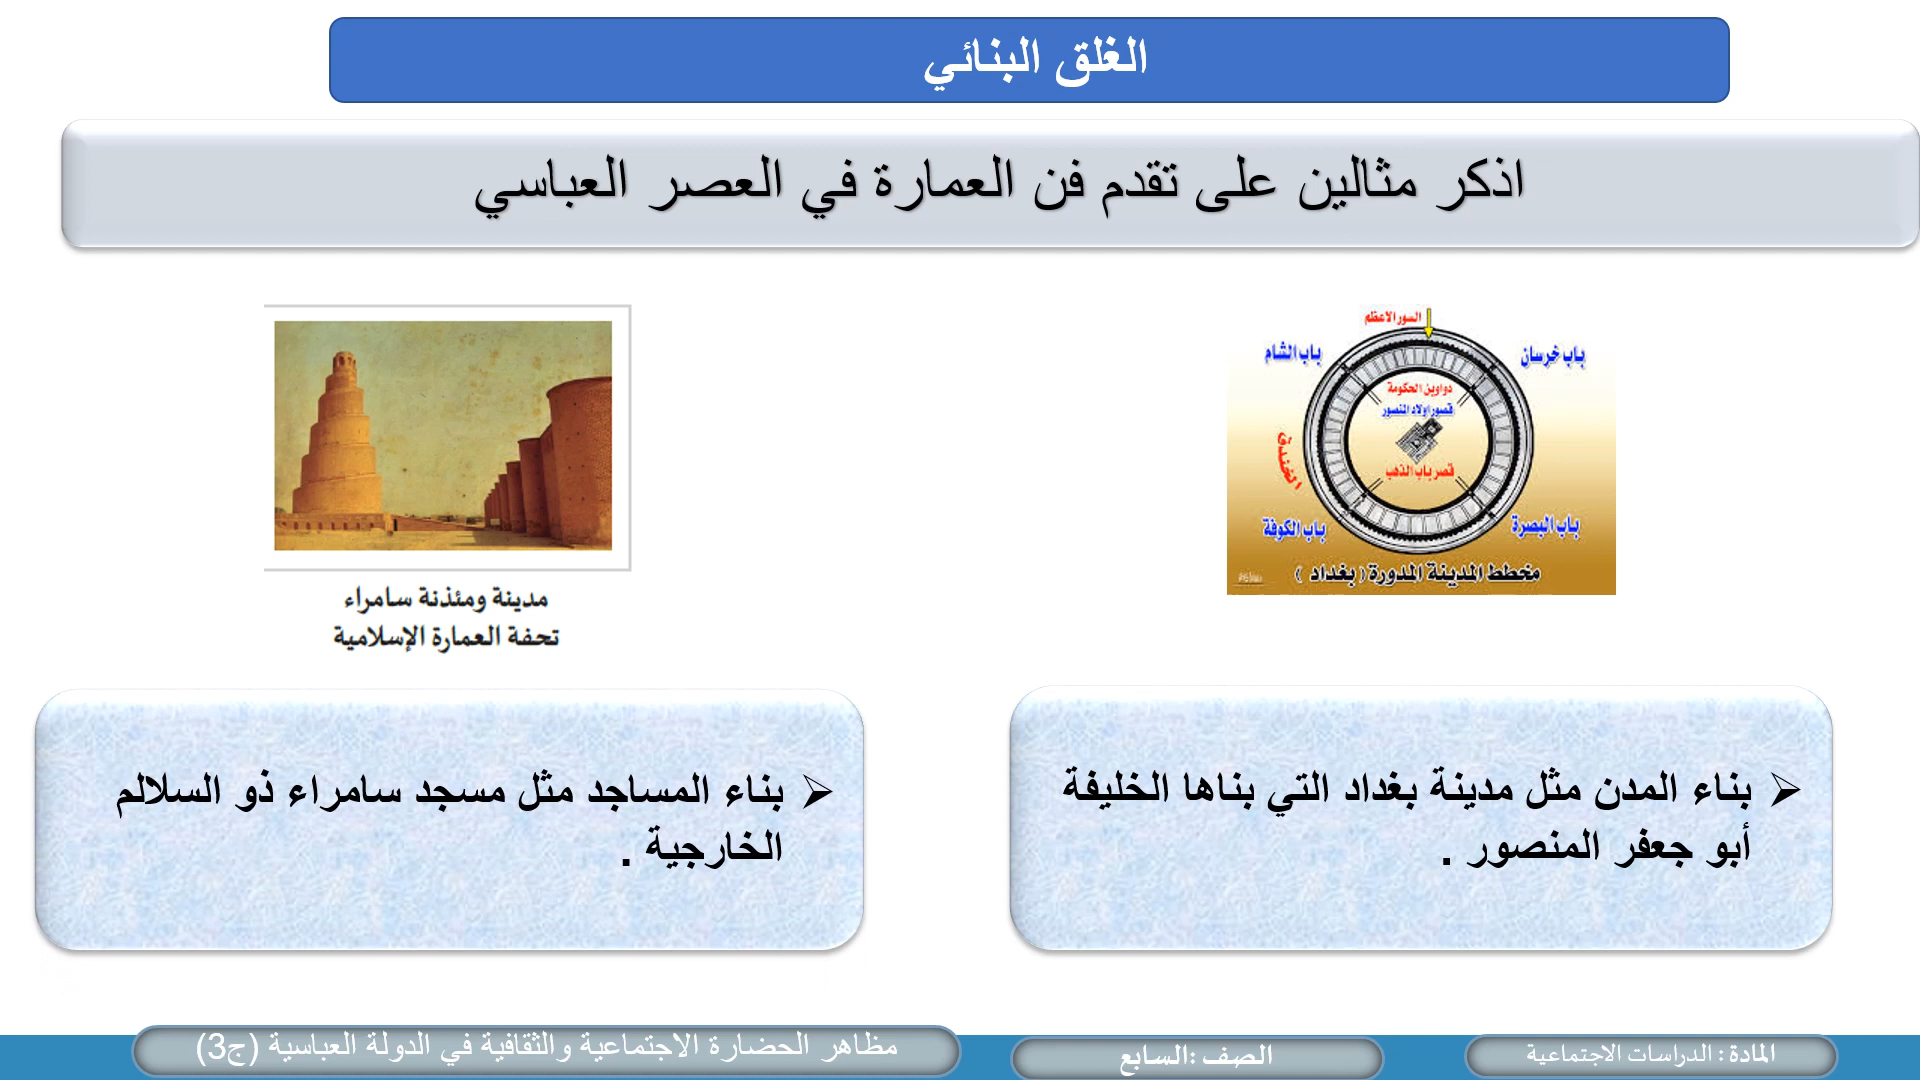 الغلق البنائي
اذكر مثالين على تقدم فن العمارة في العصر العباسي
السور الاعظم
باب خرسان
باب الشام
دواوين الحكومة
قصور اولاد المنصور
قصر باب الذهب
الخندق
باب البصرة
باب الكوفة
مخطط المدينة المدورة ( بغداد )
مدينة ومئذنة سامراء
تحفة العمارة الإسلامية
بناء المدن مثل مدينة بغداد التي بناها الخليفة
أبو جعفر المنصور .
بناء المساجد مثل مسجد سامراء ذو السلالم
الخارجية .
المادة : الدراسات الاجتماعية
الصف :السابع
مظاهر الحضارة الاجتماعية والثقافية في الدولة العباسية (ج3)